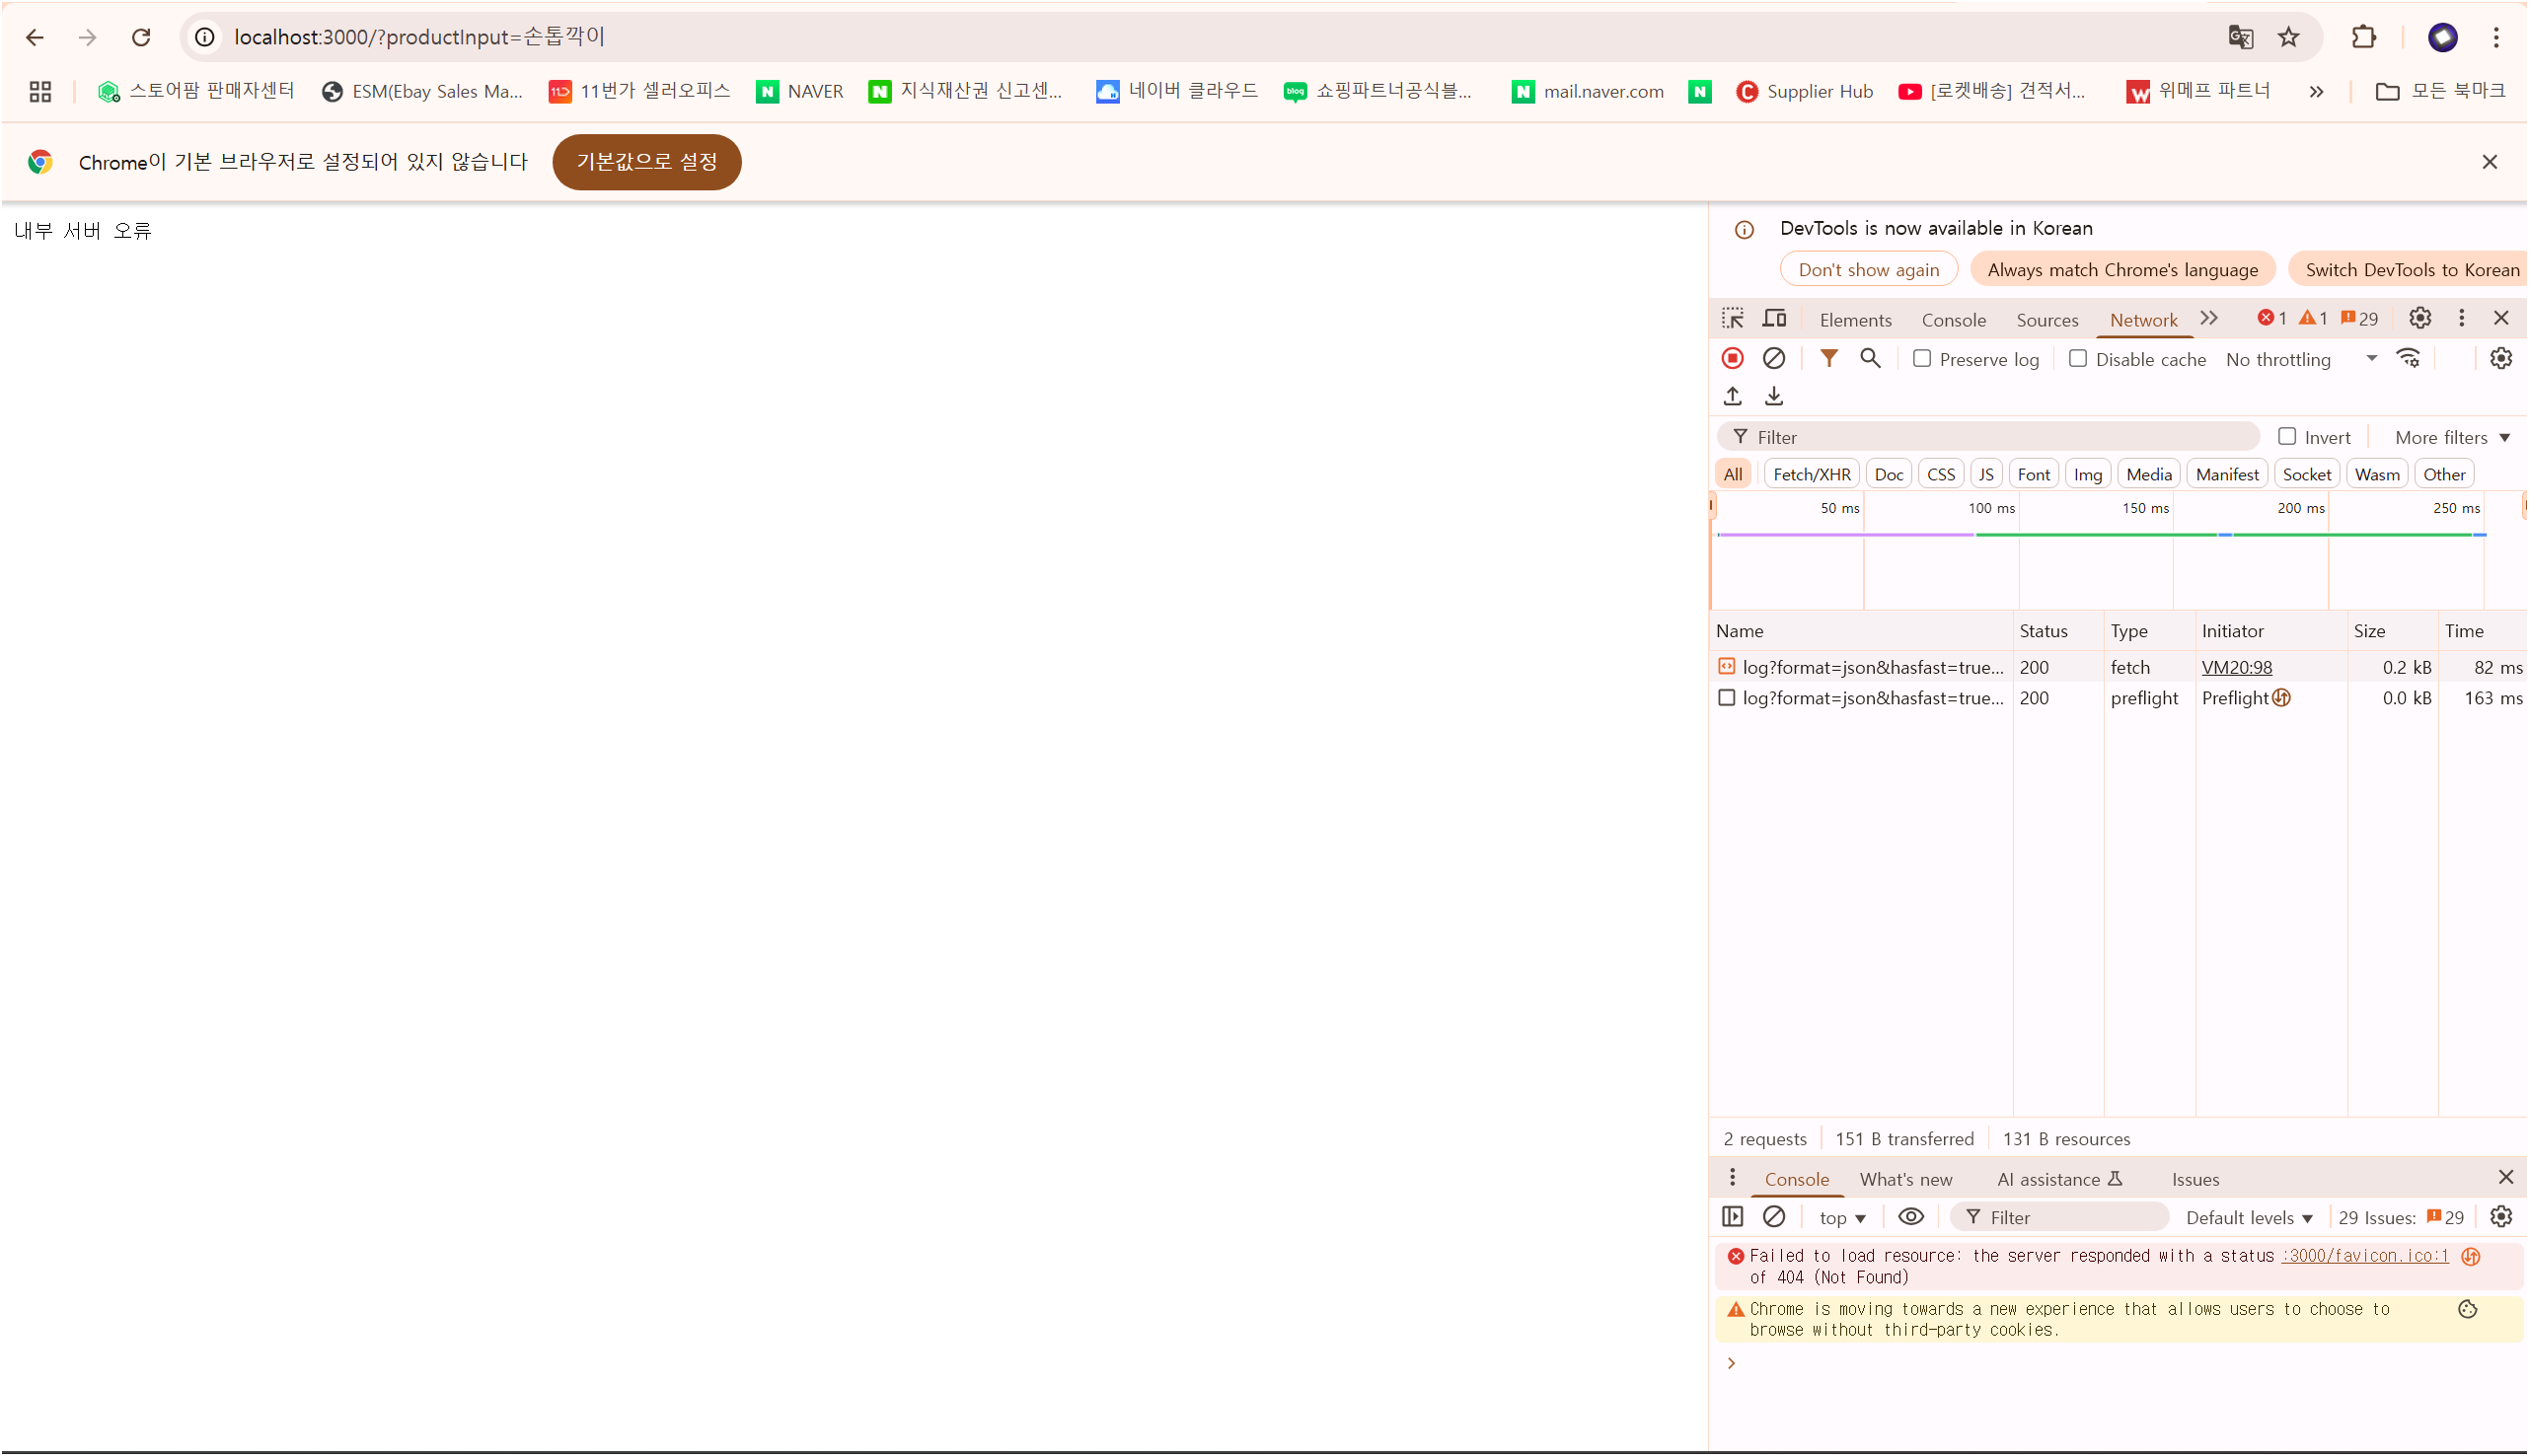 localhost:3000/?productInput=손톱깍이
스토어팜 판매자센터 ESM(Ebay Sales Ma... 11번가 셀러오피스 NAVER 지식재산권 신고센... 네이버 클라우드 쇼핑파트너공식블... mail.naver.com Supplier Hub [로켓배송] 견적서... 위메프 파트너 » 모든 북마크
Chrome이 기본 브라우저로 설정되어 있지 않습니다 기본값으로 설정
내부 서버 오류
DevTools is now available in Korean
Don't show again Always match Chrome's language Switch DevTools to Korean
Elements Console Sources Network 1 1 29
Preserve log Disable cache No throttling
Filter Invert More filters
All Fetch/XHR Doc CSS JS Font Img Media Manifest Socket Wasm Other
50 ms 100 ms 150 ms 200 ms 250 ms
Name Status Type Initiator Size Time
log?format=json&hasfast=true... 200 fetch VM20:98 0.2 kB 82 ms
log?format=json&hasfast=true... 200 preflight Preflight 0.0 kB 163 ms
2 requests 151 B transferred 131 B resources
Console What's new AI assistance Issues
top Filter Default levels 29 Issues: 29
Failed to load resource: the server responded with a status :3000/favicon.ico:1
of 404 (Not Found)
Chrome is moving towards a new experience that allows users to choose to
browse without third-party cookies.